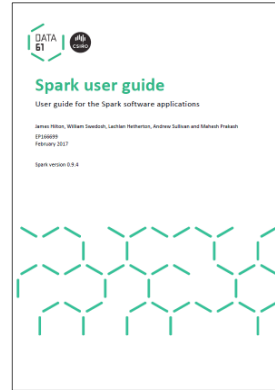 DATA
61
CSIRO
Spark user guide
User guide for the Spark software applications
James Hilton, William Swedosh, Lachlan Hetherton, Andrew Sullivan and Mahesh Prakash
EP166699
February 2017
Spark version 0.9.4